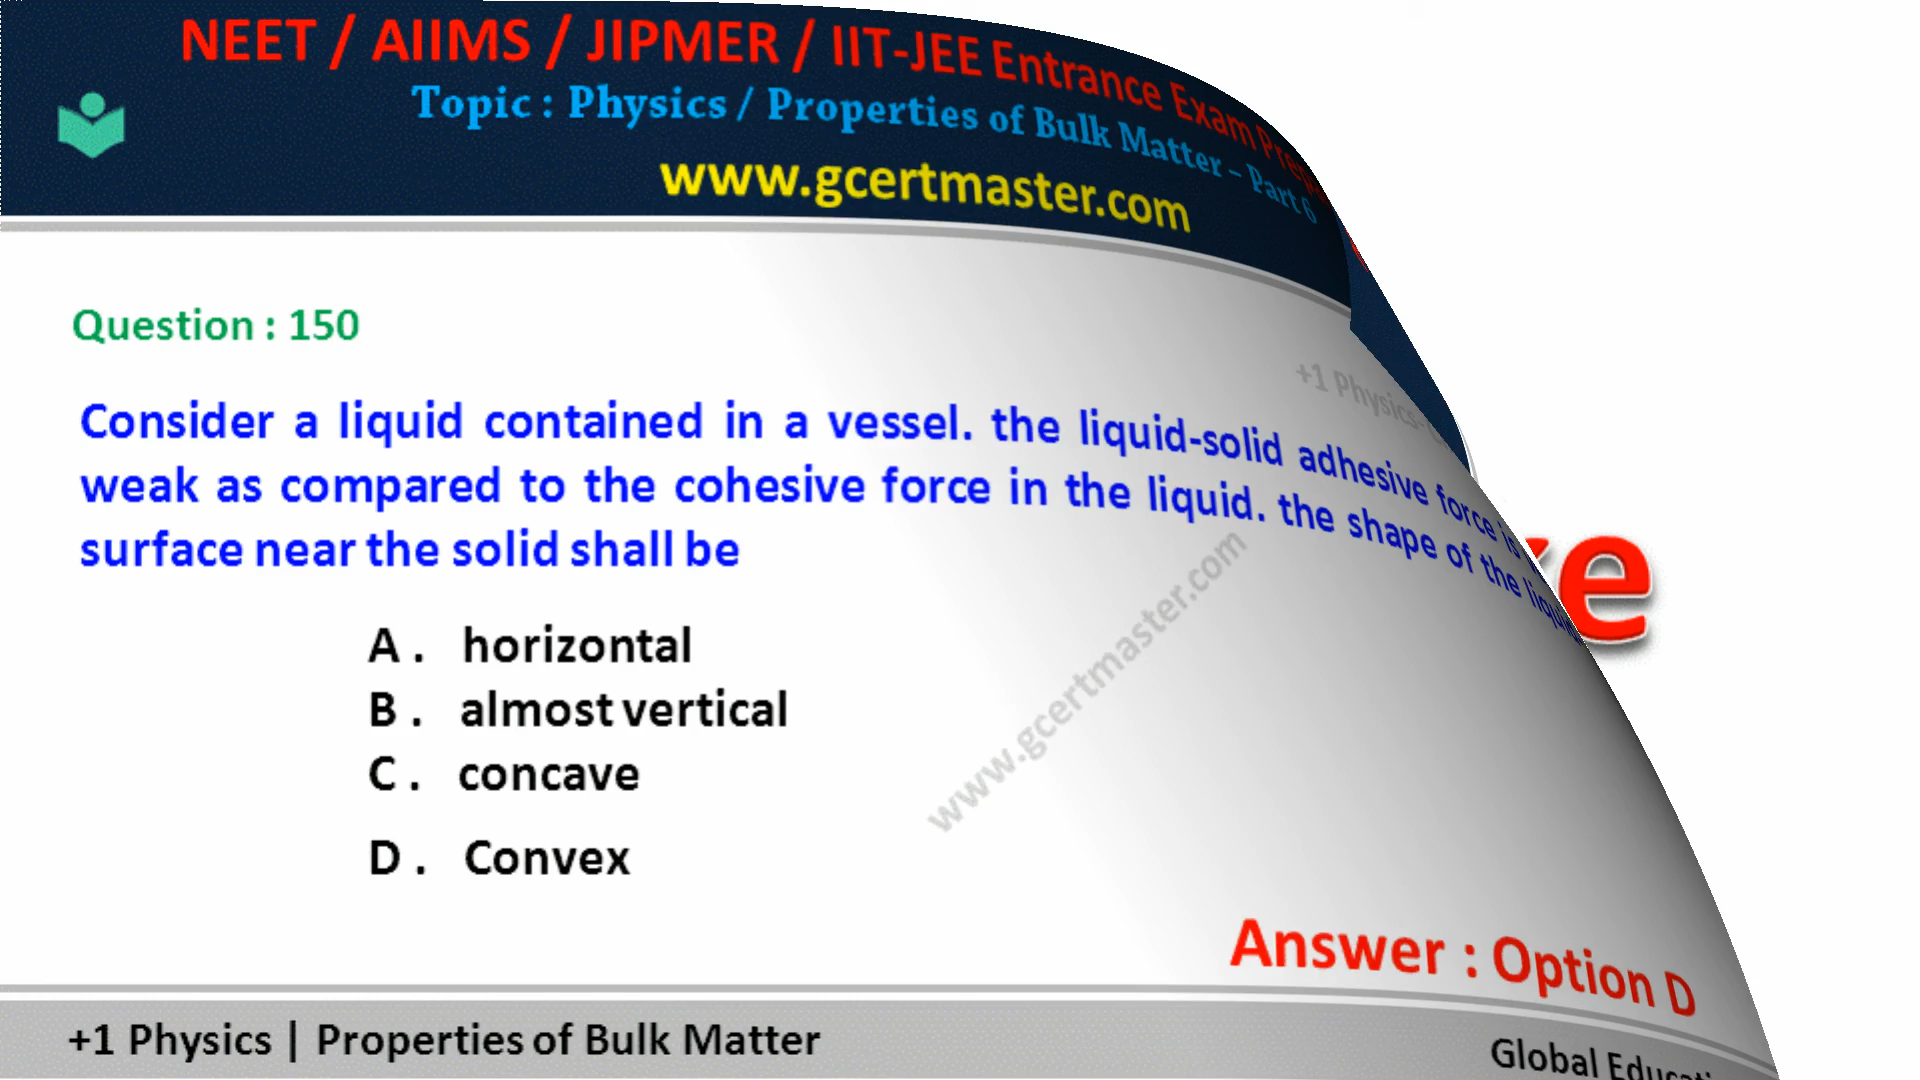 NEET / AIIMS / JIPMER / IIT-JEE Entrance Exam
Topic : Physics / Properties of Bulk Matter – Part 6
www.gcertmaster.com
+1 Physics
Question : 150
Consider a liquid contained in a vessel. the liquid-solid adhesive force is
weak as compared to the cohesive force in the liquid. the shape of the
surface near the solid shall be
A . horizontal
B . almost vertical
C . concave
D . Convex
www.gcertmaster.com
Answer : Option D
+1 Physics | Properties of Bulk Matter
Global